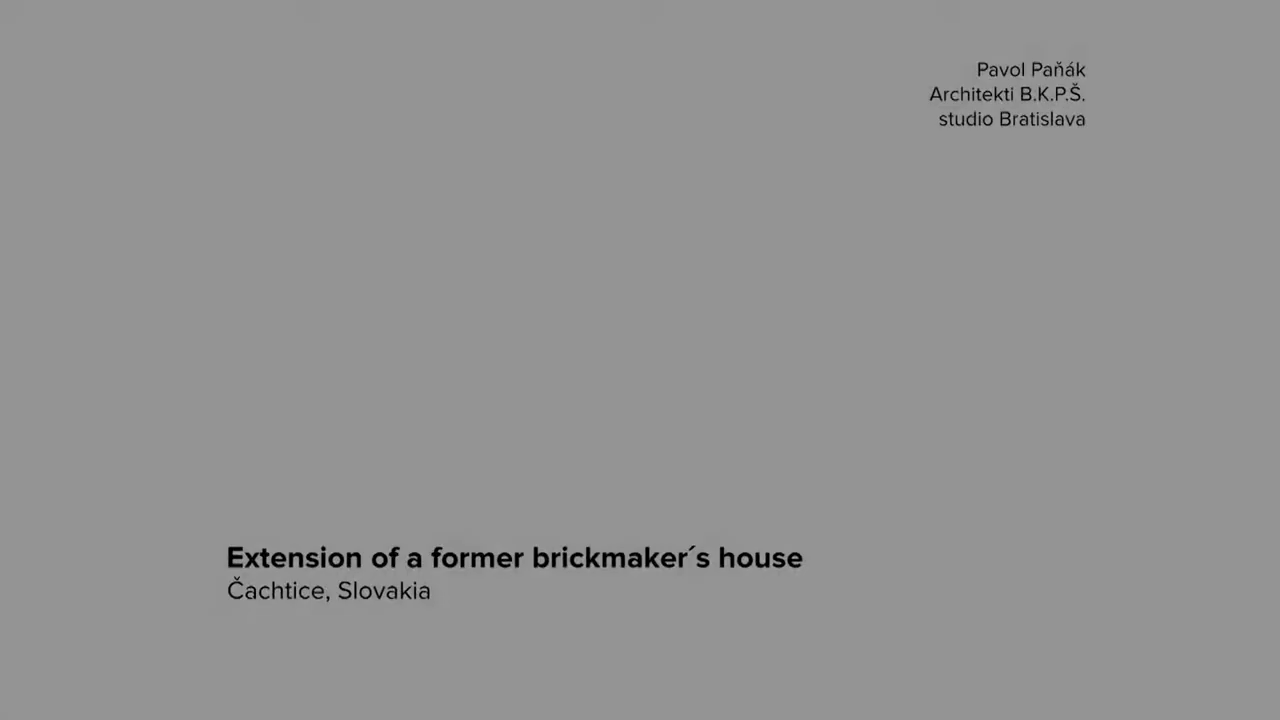 Pavol Paňák
Architekti B.K.P.Š.
studio Bratislava
Extension of a former brickmaker´s house
Čachtice, Slovakia